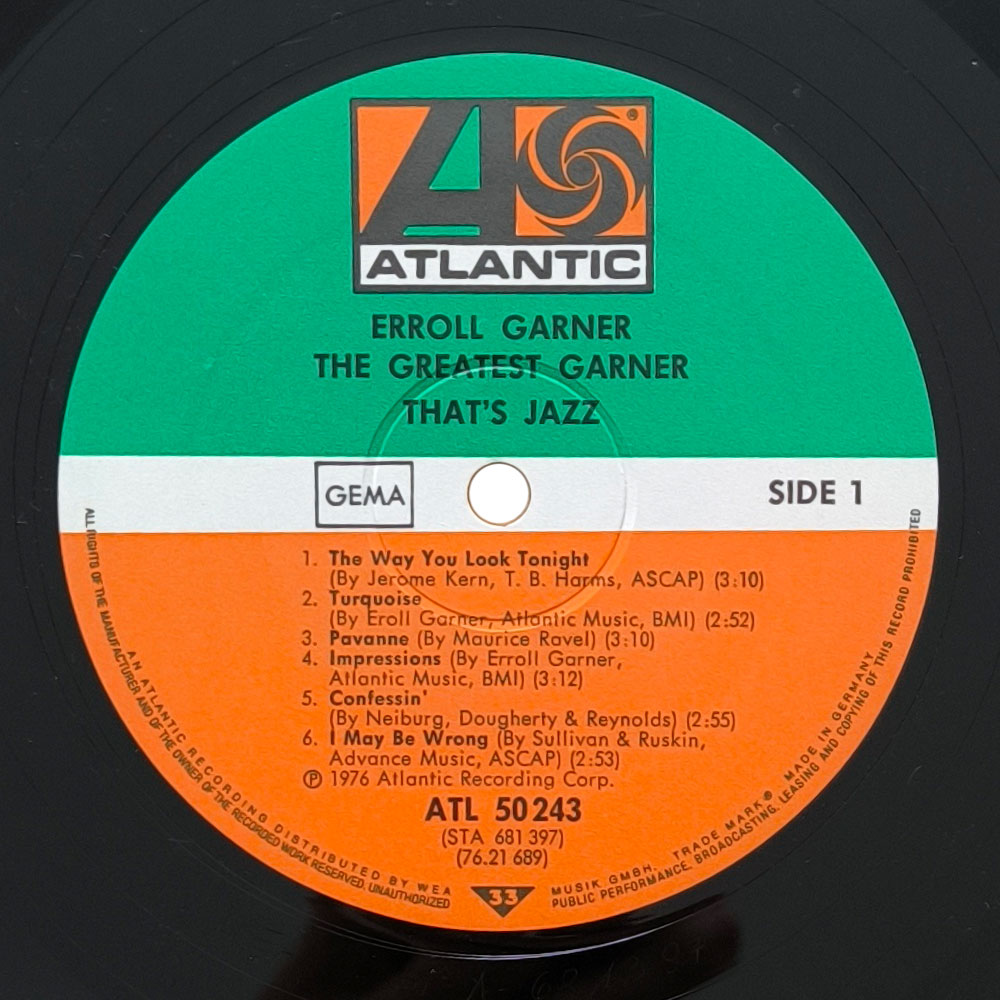 ATLANTIC
ERROLL GARNER
THE GREATEST GARNER
THAT'S JAZZ
GEMA
SIDE 1
1. The Way You Look Tonight
(By Jerome Kern, T. B. Harms, ASCAP) (3:10)
2. Turquoise
(By Eroll Garner, Atlantic Music, BMI) (2:52)
3. Pavanne (By Maurice Ravel) (3:10)
4. Impressions (By Erroll Garner,
Atlantic Music, BMI) (3:12)
5. Confessin'
(By Neiburg, Dougherty & Reynolds) (2:55)
6. I May Be Wrong (By Sullivan & Ruskin,
Advance Music, ASCAP) (2:53)
℗ 1976 Atlantic Recording Corp.
ATL 50 243
(STA 681 397)
(76.21 689)
33
AN ATLANTIC RECORDING DISTRIBUTED BY WEA MUSIK GMBH. TRADE MARK® MADE IN GERMANY
ALL RIGHTS OF THE MANUFACTURER AND OF THE OWNER OF THE RECORDED WORK RESERVED. UNAUTHORIZED PUBLIC PERFORMANCE, BROADCASTING, LEASING AND COPYING OF THIS RECORD PROHIBITED